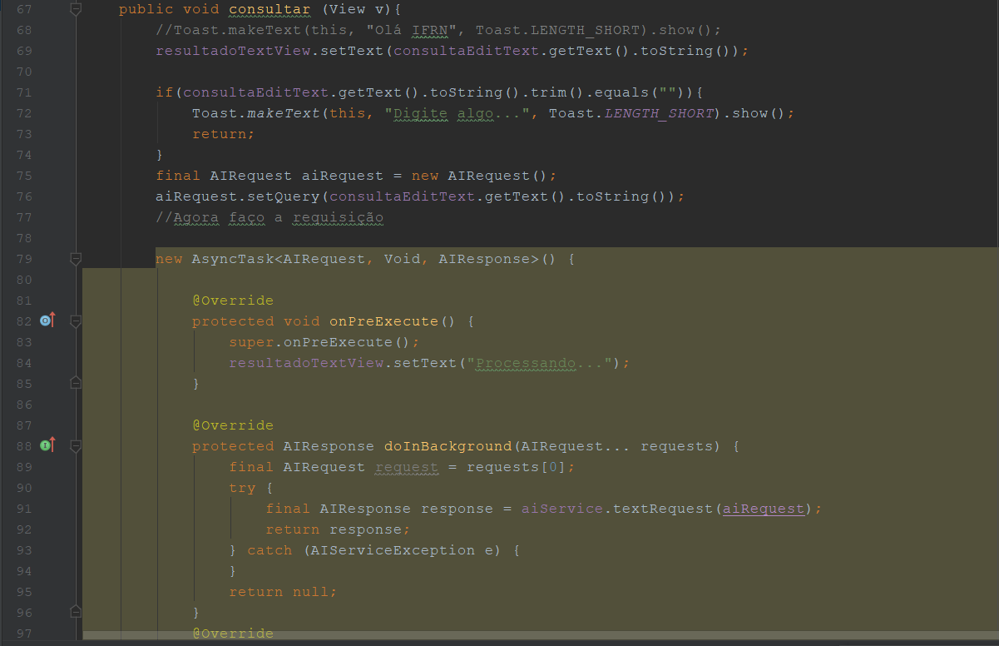 67 public void consultar (View v){
68 //Toast.makeText(this, "Olá IFRN", Toast.LENGTH_SHORT).show();
69 resultadoTextView.setText(consultaEditText.getText().toString());
70
71 if(consultaEditText.getText().toString().trim().equals("")){
72 Toast.makeText(this, "Digite algo...", Toast.LENGTH_SHORT).show();
73 return;
74 }
75 final AIRequest aiRequest = new AIRequest();
76 aiRequest.setQuery(consultaEditText.getText().toString());
77 //Agora faço a requisição
78
79 new AsyncTask<AIRequest, Void, AIResponse>() {
80
81 @Override
82 protected void onPreExecute() {
83 super.onPreExecute();
84 resultadoTextView.setText("Processando...");
85 }
86
87 @Override
88 protected AIResponse doInBackground(AIRequest... requests) {
89 final AIRequest request = requests[0];
90 try {
91 final AIResponse response = aiService.textRequest(aiRequest);
92 return response;
93 } catch (AIServiceException e) {
94 }
95 return null;
96 }
97 @Override